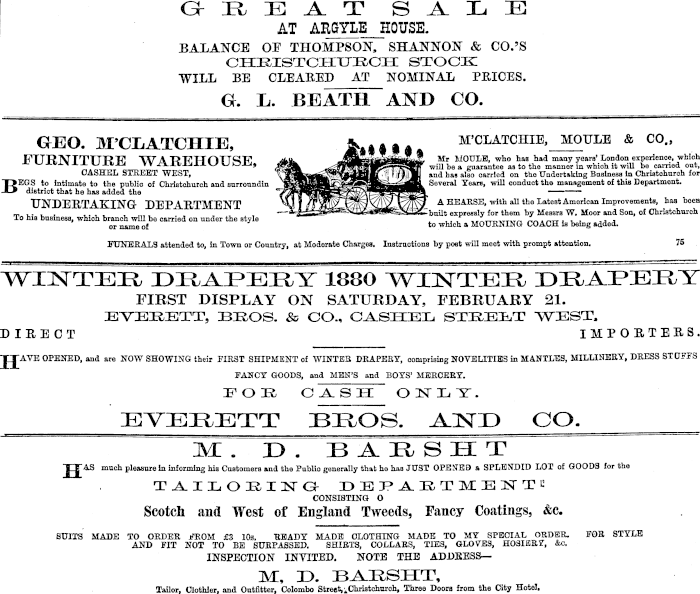 GREAT SALE
AT ARGYLE HOUSE.
BALANCE OF THOMPSON, SHANNON & CO.'S
CHRISTCHURCH STOCK
WILL BE CLEARED AT NOMINAL PRICES.
G. L. BEATH AND CO.
GEO. M'CLATCHIE,
FURNITURE WAREHOUSE,
CASHEL STREET WEST,
BEGS to intimate to the public of Christchurch and surroundin
district that he has added the
UNDERTAKING DEPARTMENT
To his business, which branch will be carried on under the style
or name of
M'CLATCHIE, MOULE & CO.,
Mr MOULE, who has had many years' London experience, which
will be a guarantee as to the manner in which it will be carried out,
and has also carried on the Undertaking Business in Christchurch for
Several Years, will conduct the management of this Department.
A HEARSE, with all the Latest American Improvements, has been
built expressly for them by Messrs W. Moor and Son, of Christchurch
to which a MOURNING COACH is being added.
FUNERALS attended to, in Town or Country, at Moderate Charges. Instructions by post will meet with prompt attention. 75
WINTER DRAPERY 1880 WINTER DRAPERY
FIRST DISPLAY ON SATURDAY, FEBRUARY 21.
EVERETT, BROS. & CO., CASHEL STREET WEST.
DIRECT IMPORTERS.
HAVE OPENED, and are NOW SHOWING their FIRST SHIPMENT of WINTER DRAPERY, comprising NOVELITIES in MANTLES, MILLINERY, DRESS STUFFS
FANCY GOODS, and MEN'S and BOYS' MERCERY.
FOR CASH ONLY.
EVERETT BROS. AND CO.
M. D. BARSHT
HAS much pleasure in informing his Customers and the Public generally that he has JUST OPENED a SPLENDID LOT of GOODS for the
TAILORING DEPARTMENT
CONSISTING O
Scotch and West of England Tweeds, Fancy Coatings, &c.
SUITS MADE TO ORDER FROM £3 10s. READY MADE CLOTHING MADE TO MY SPECIAL ORDER. FOR STYLE
AND FIT NOT TO BE SURPASSED. SHIRTS, COLLARS, TIES, GLOVES, HOSIERY, &c.
INSPECTION INVITED. NOTE THE ADDRESS—
M. D. BARSHT,
Tailor, Clothier, and Outfitter, Colombo Street, Christchurch, Three Doors from the City Hotel,